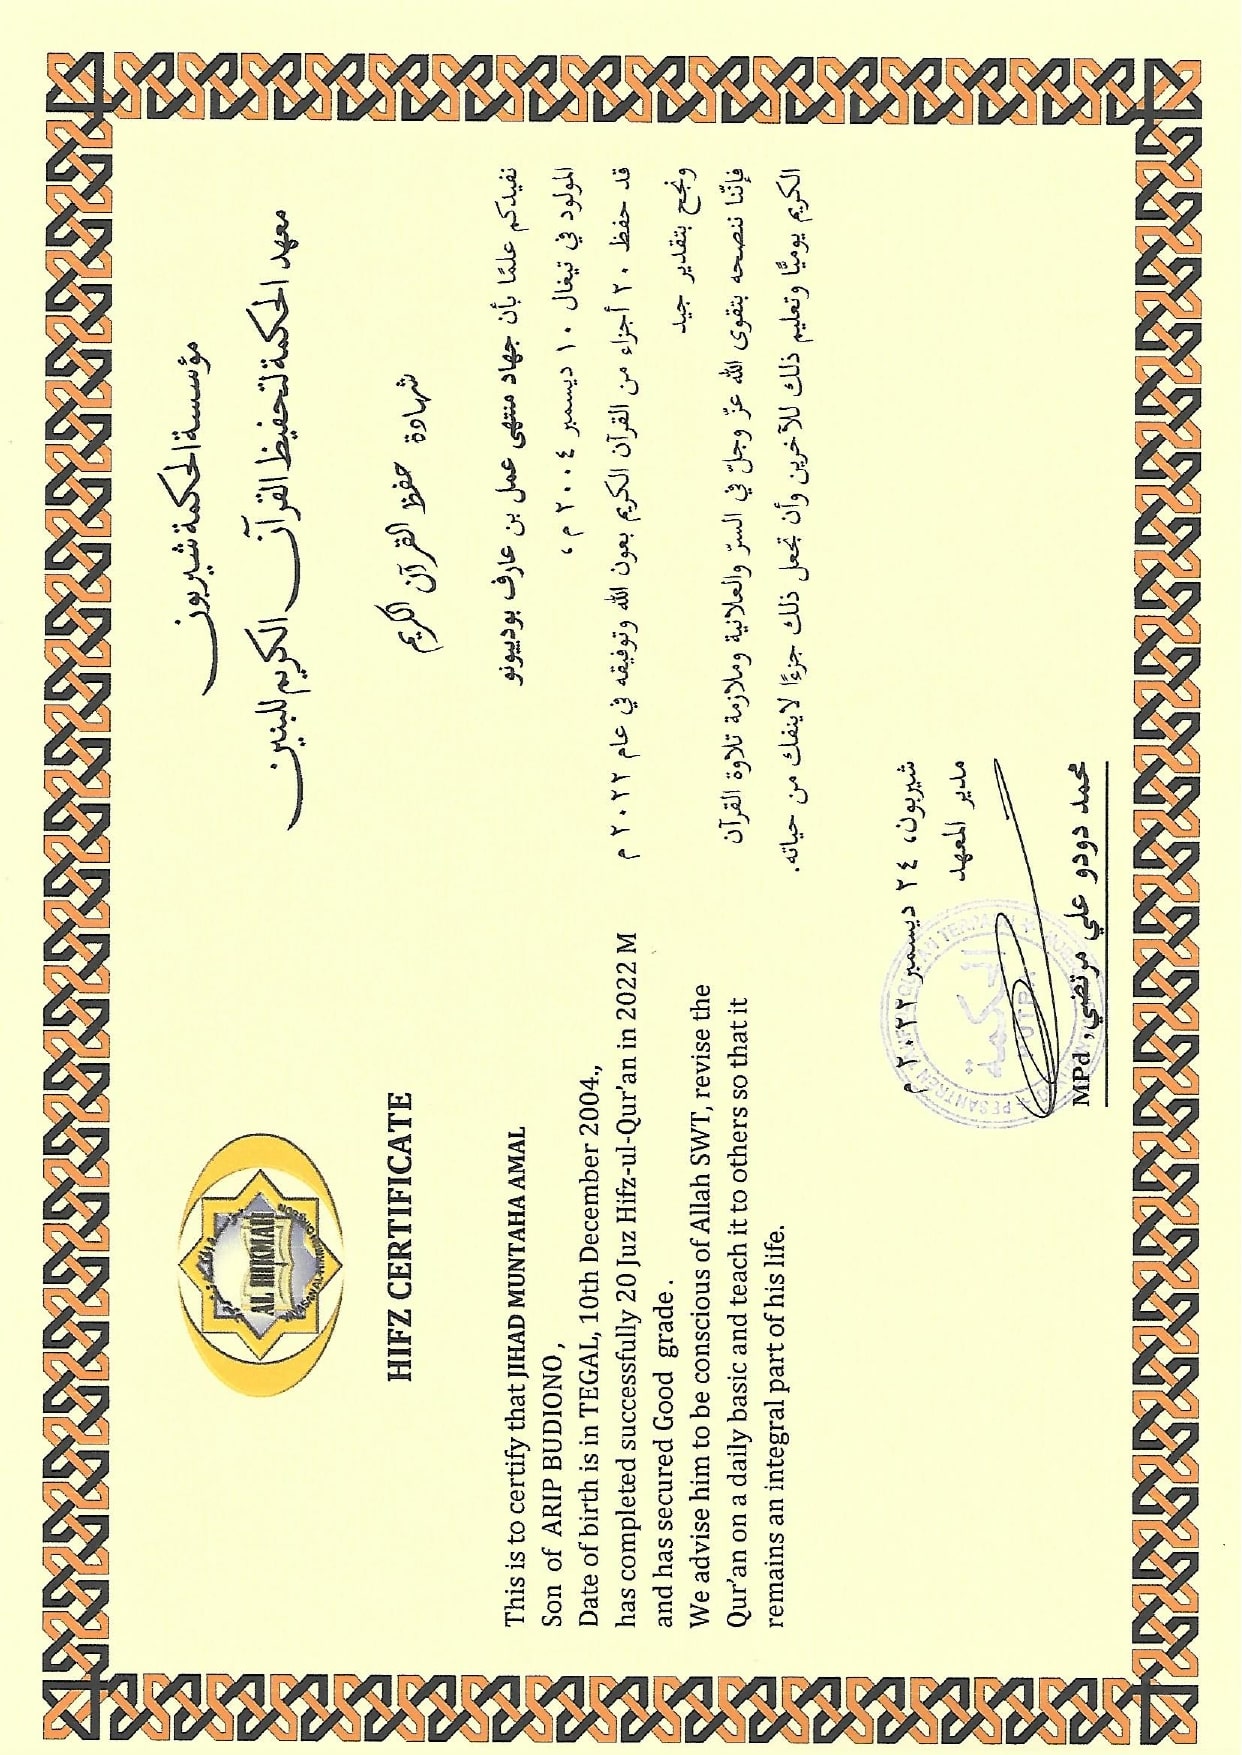 AL HIKMAH
HIFZ CERTIFICATE
This is to certify that JIHAD MUNTAHA AMAL
Son of ARIP BUDIONO ,
Date of birth is in TEGAL, 10th December 2004.,
has completed successfully 20 Juz Hifz-ul-Qur’an in 2022 M
and has secured Good grade .
We advise him to be conscious of Allah SWT, revise the
Qur’an on a daily basic and teach it to others so that it
remains an integral part of his life.
مؤسسة الحكمة شيربون
معهد الحكمة لتحفيظ القرآن الكريم للبنين
شهادة حفظ القرآن الكريم
نفيدكم علمًا بأن جهاد منتهى عمل بن عارف بودييونو
المولود في تيغال ١٠ ديسمبر ٢٠٠٤ م ،
قد حفظ ٢٠ أجزاء من القرآن الكريم بعون الله وتوفيقه في عام ٢٠٢٢ م
ونجح بتقدير جيد
فإنّنا ننصحه بتقوى الله عزّ وجلّ في السرّ والعلانية وملازمة تلاوة القرآن
الكريم يوميًّا وتعليم ذلك للآخرين وأن تجعل ذلك جزءًا لاينفك من حياته.
شيربون، ٢٤ ديسمبر ٢٠٢٢ م
مدير المعهد
الحكمة
PUTRA
محمد دودو علي مرتضي, MPd